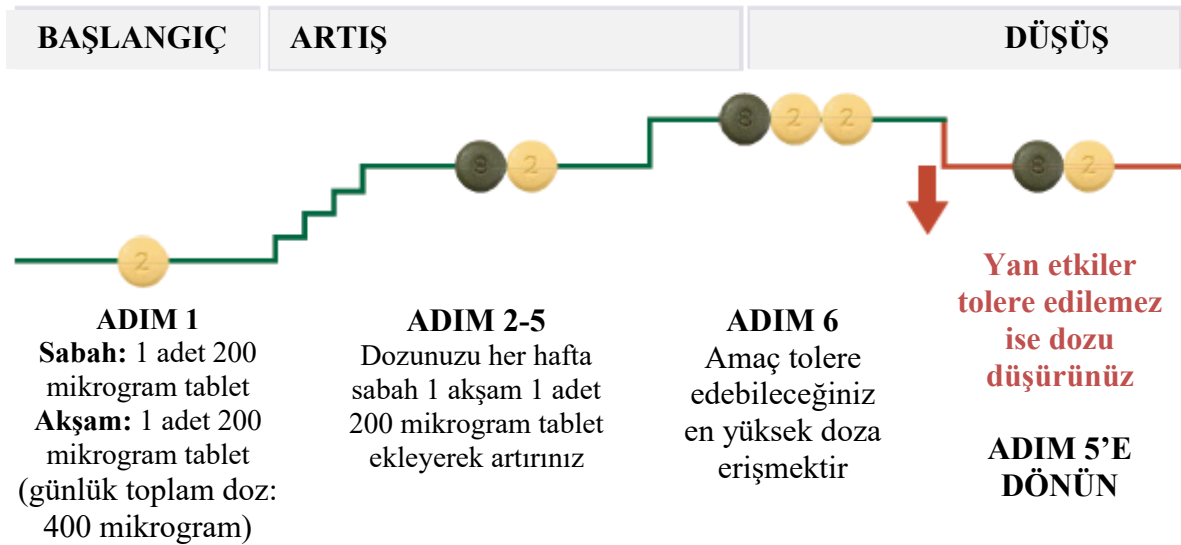 BAŞLANGIÇ
ARTIŞ
DÜŞÜŞ
2
8 2
8 2 2
8 2
ADIM 1
Sabah: 1 adet 200
mikrogram tablet
Akşam: 1 adet 200
mikrogram tablet
(günlük toplam doz:
400 mikrogram)
ADIM 2-5
Dozunuzu her hafta
sabah 1 akşam 1 adet
200 mikrogram tablet
ekleyerek artırınız
ADIM 6
Amaç tolere
edebileceğiniz
en yüksek doza
erişmektir
Yan etkiler
tolere edilemez
ise dozu
düşürünüz
ADIM 5’E
DÖNÜN